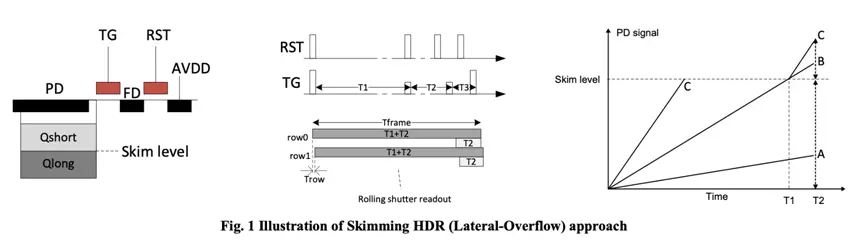 TG
RST
AVDD
PD
FD
Qshort
Qlong
Skim level
RST
TG
T1
T2
T3
Tframe
row0
T1+T2
T2
row1
T1+T2
T2
Trow
Rolling shutter readout
PD signal
Skim level
C
C
B
A
Time
T1
T2
Fig. 1 Illustration of Skimming HDR (Lateral-Overflow) approach